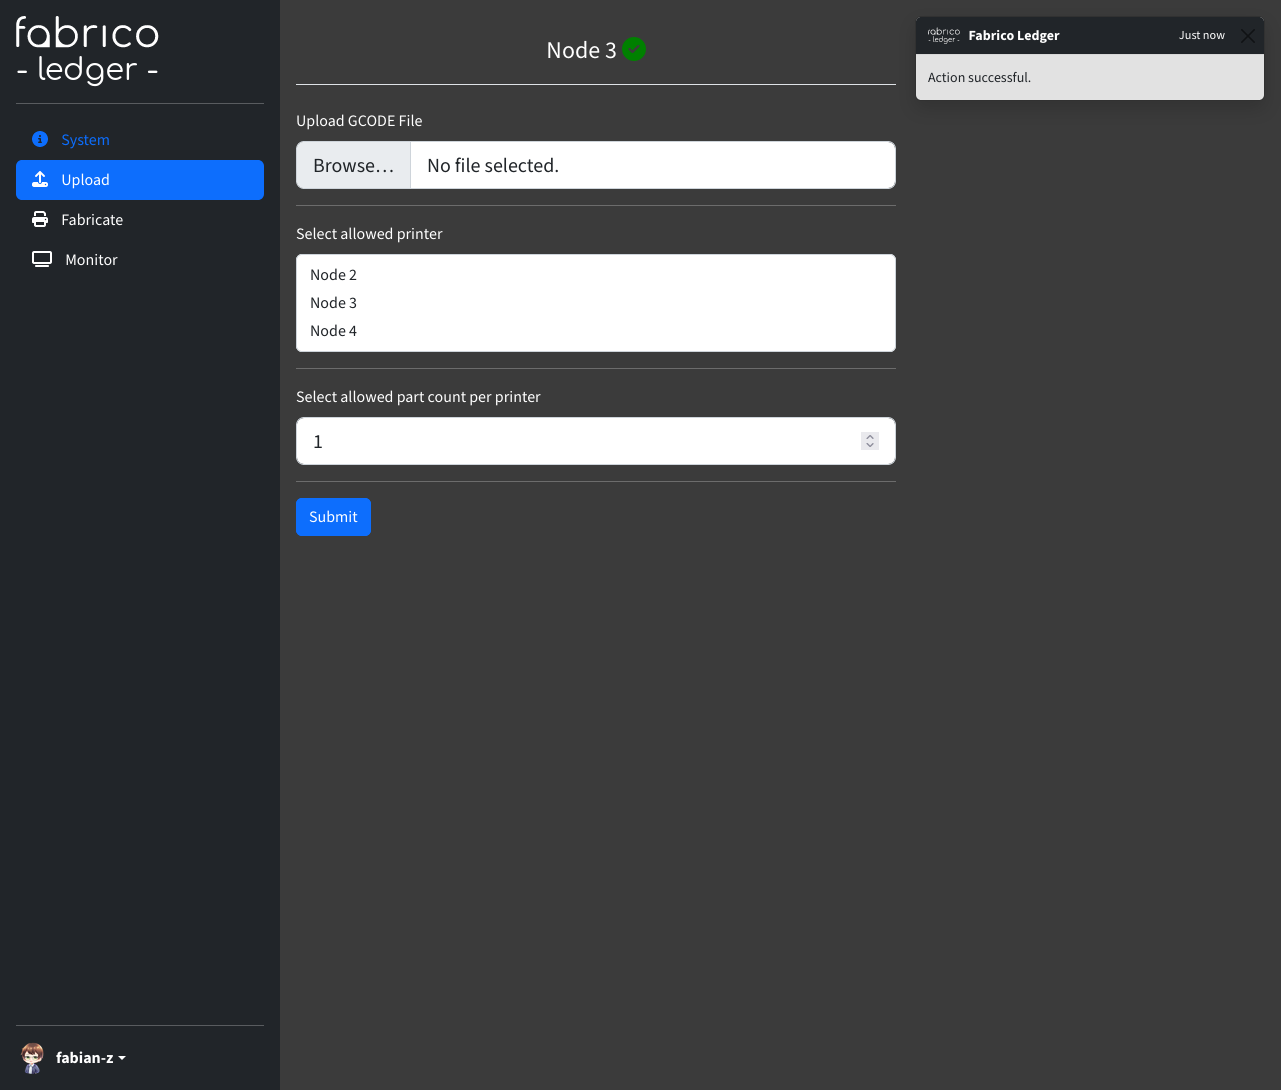 fabrico
- ledger -
System
Upload
Fabricate
Monitor
fabian-z
Node 3
Upload GCODE File
Browse... No file selected.
Select allowed printer
Node 2
Node 3
Node 4
Select allowed part count per printer
1
Submit
fabrico
- ledger -
Fabrico Ledger Just now
Action successful.